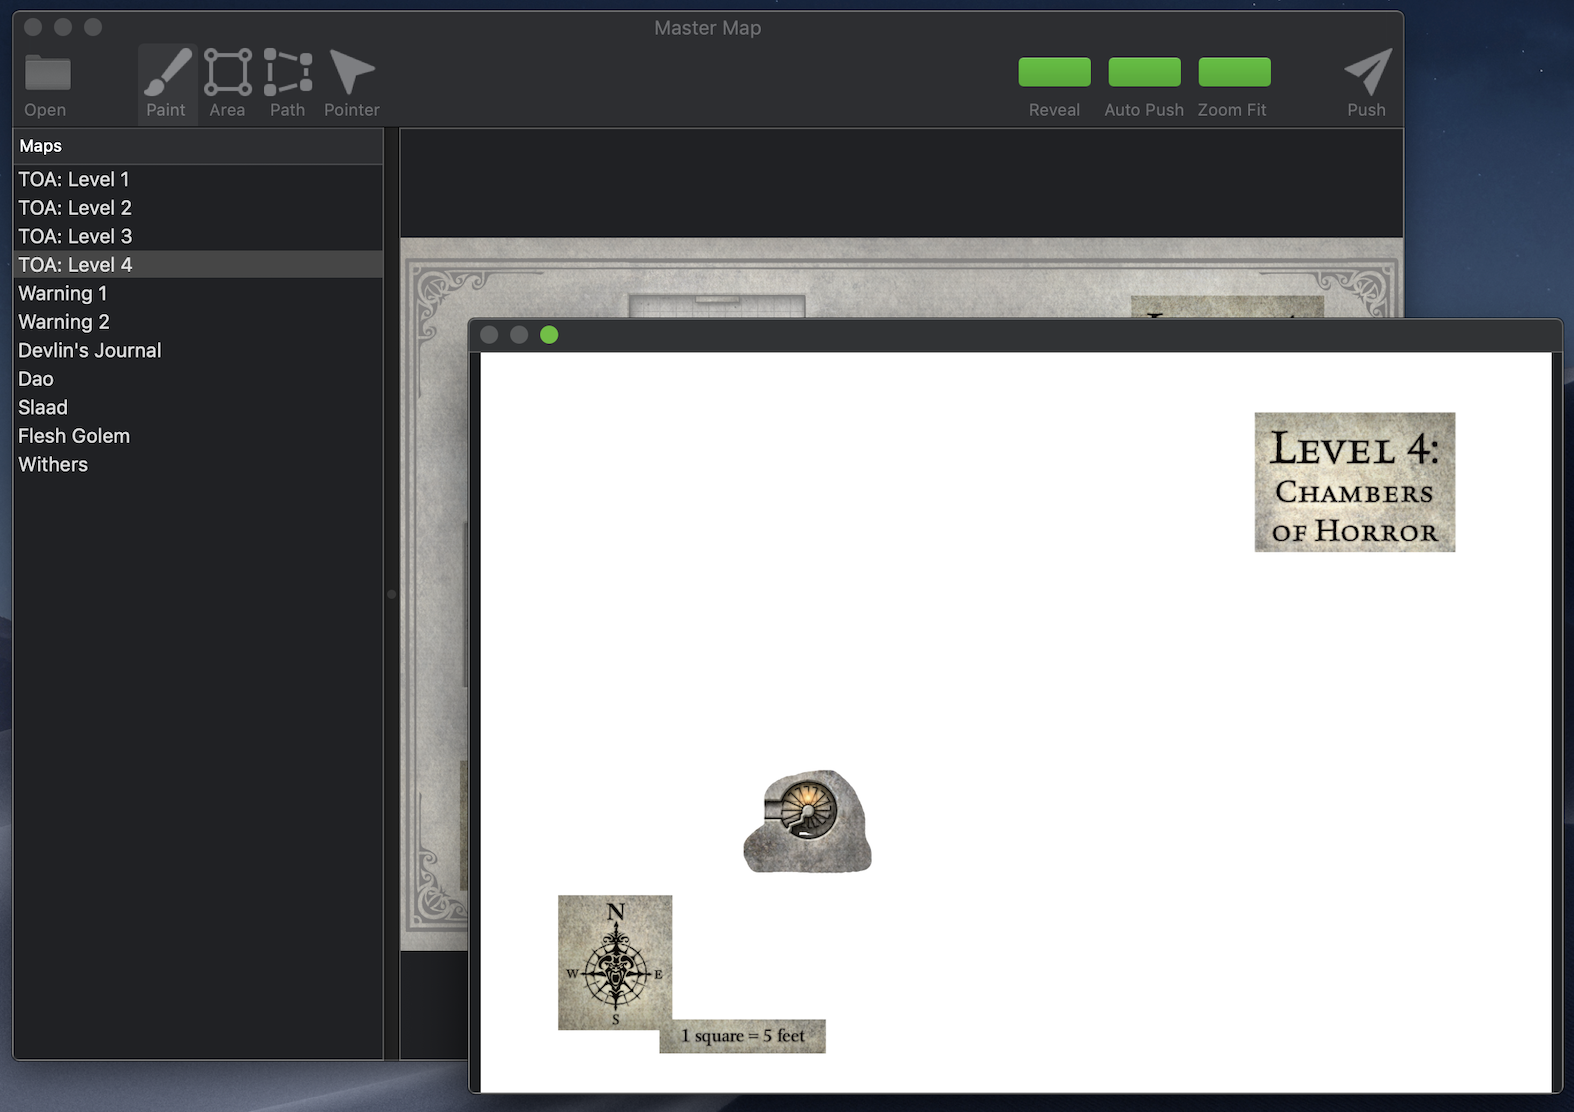 Master Map
Open
Paint
Area
Path
Pointer
Reveal
Auto Push
Zoom Fit
Push
Maps
TOA: Level 1
TOA: Level 2
TOA: Level 3
TOA: Level 4
Warning 1
Warning 2
Devlin's Journal
Dao
Slaad
Flesh Golem
Withers
LEVEL 4:
CHAMBERS
OF HORROR
N
W E
S
1 square = 5 feet